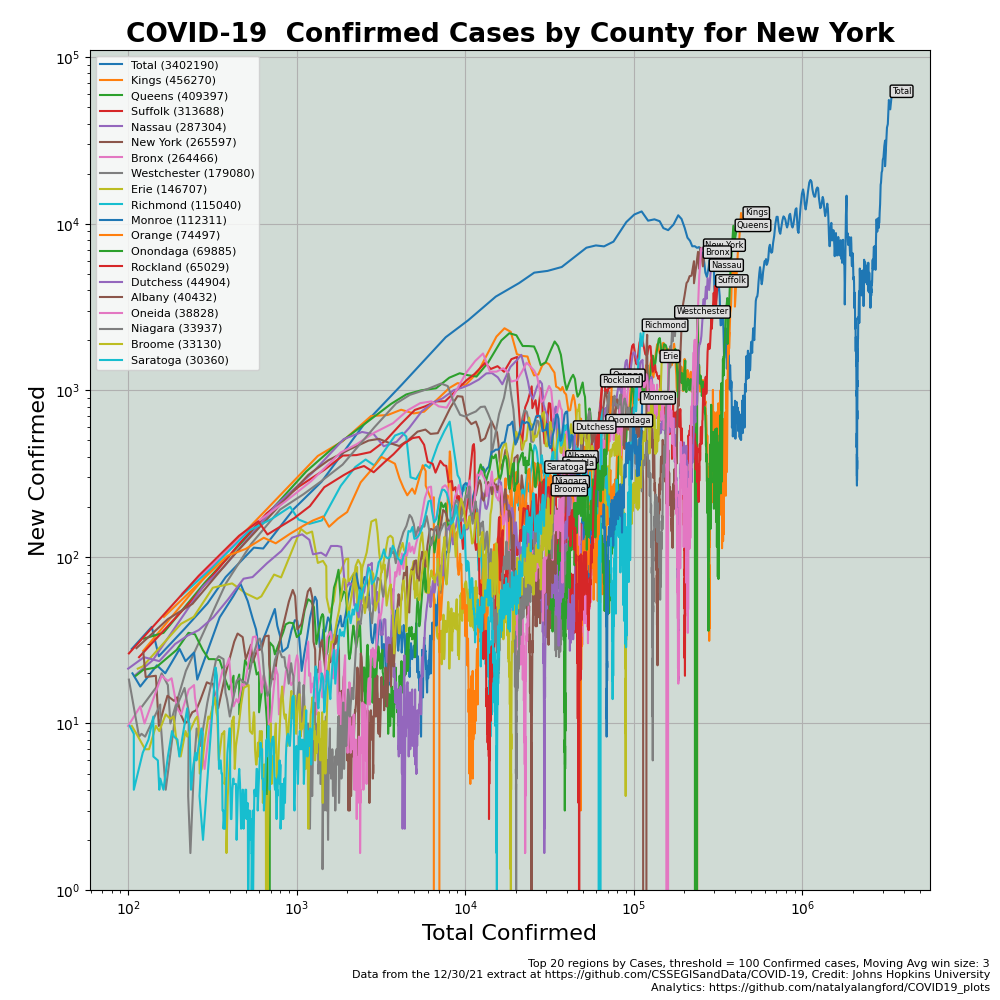 COVID-19  Confirmed Cases by County for New York
New Confirmed
10^5
10^4
10^3
10^2
10^1
10^0
Total (3402190)
Kings (456270)
Queens (409397)
Suffolk (313688)
Nassau (287304)
New York (265597)
Bronx (264466)
Westchester (179080)
Erie (146707)
Richmond (115040)
Monroe (112311)
Orange (74497)
Onondaga (69885)
Rockland (65029)
Dutchess (44904)
Albany (40432)
Oneida (38828)
Niagara (33937)
Broome (33130)
Saratoga (30360)
Total
Kings
Queens
New York
Bronx
Nassau
Suffolk
Westchester
Richmond
Erie
Rockland
Monroe
Onondaga
Dutchess
Albany
Saratoga
Niagara
Broome
10^2
10^3
10^4
10^5
10^6
Total Confirmed
Top 20 regions by Cases, threshold = 100 Confirmed cases, Moving Avg win size: 3
Data from the 12/30/21 extract at https://github.com/CSSEGISandData/COVID-19, Credit: Johns Hopkins University
Analytics: https://github.com/natalyalangford/COVID19_plots